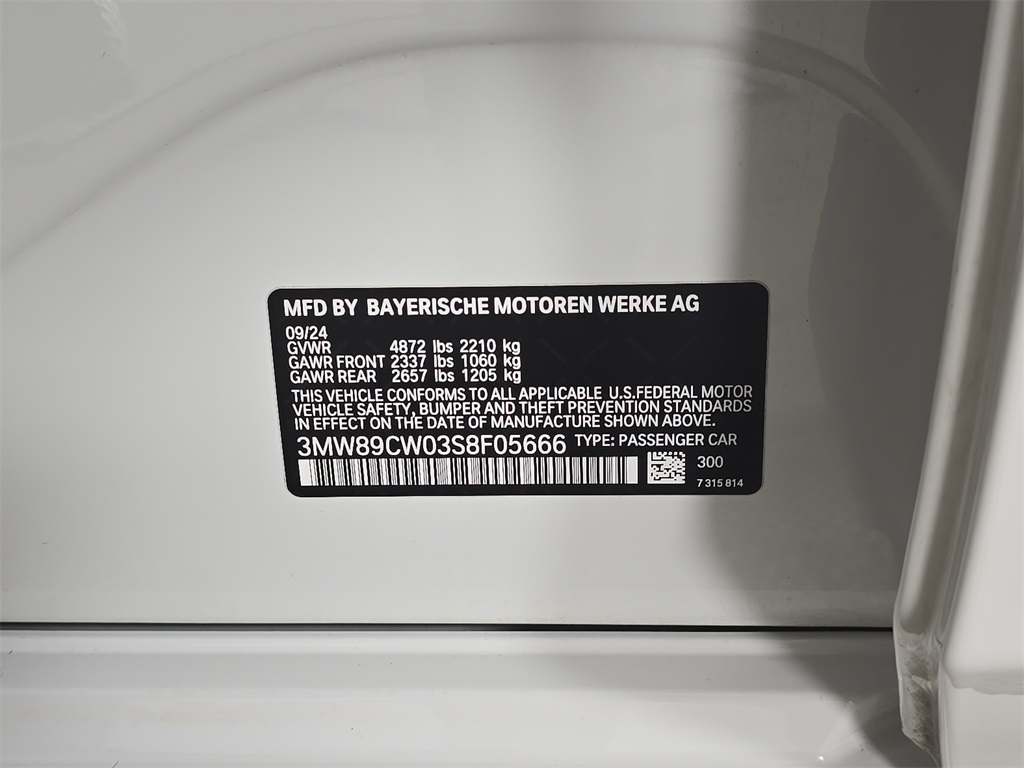 MFD BY BAYERISCHE MOTOREN WERKE AG
09/24
GVWR 4872 lbs 2210 kg
GAWR FRONT 2337 lbs 1060 kg
GAWR REAR 2657 lbs 1205 kg
THIS VEHICLE CONFORMS TO ALL APPLICABLE U.S.FEDERAL MOTOR
VEHICLE SAFETY, BUMPER AND THEFT PREVENTION STANDARDS
IN EFFECT ON THE DATE OF MANUFACTURE SHOWN ABOVE.
3MW89CW03S8F05666 TYPE: PASSENGER CAR
300
7 315 814